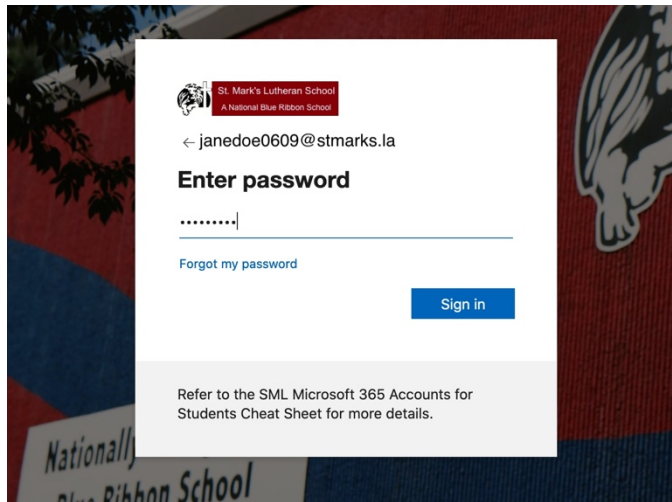 St. Mark's Lutheran School
A National Blue Ribbon School
← janedoe0609@stmarks.la
Enter password
•••••••••
Forgot my password
Sign in
Refer to the SML Microsoft 365 Accounts for
Students Cheat Sheet for more details.
Nationally
Blue Ribbon School